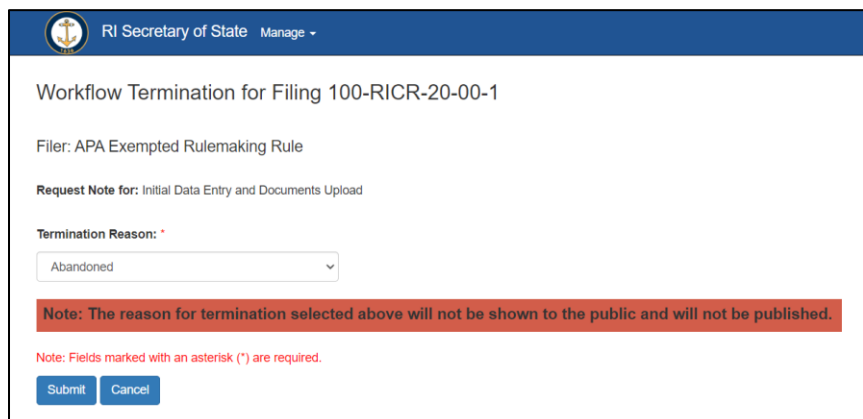 RI Secretary of State Manage
Workflow Termination for Filing 100-RICR-20-00-1
Filer: APA Exempted Rulemaking Rule
Request Note for: Initial Data Entry and Documents Upload
Termination Reason: *
Abandoned
Note: The reason for termination selected above will not be shown to the public and will not be published.
Note: Fields marked with an asterisk (*) are required.
Submit Cancel